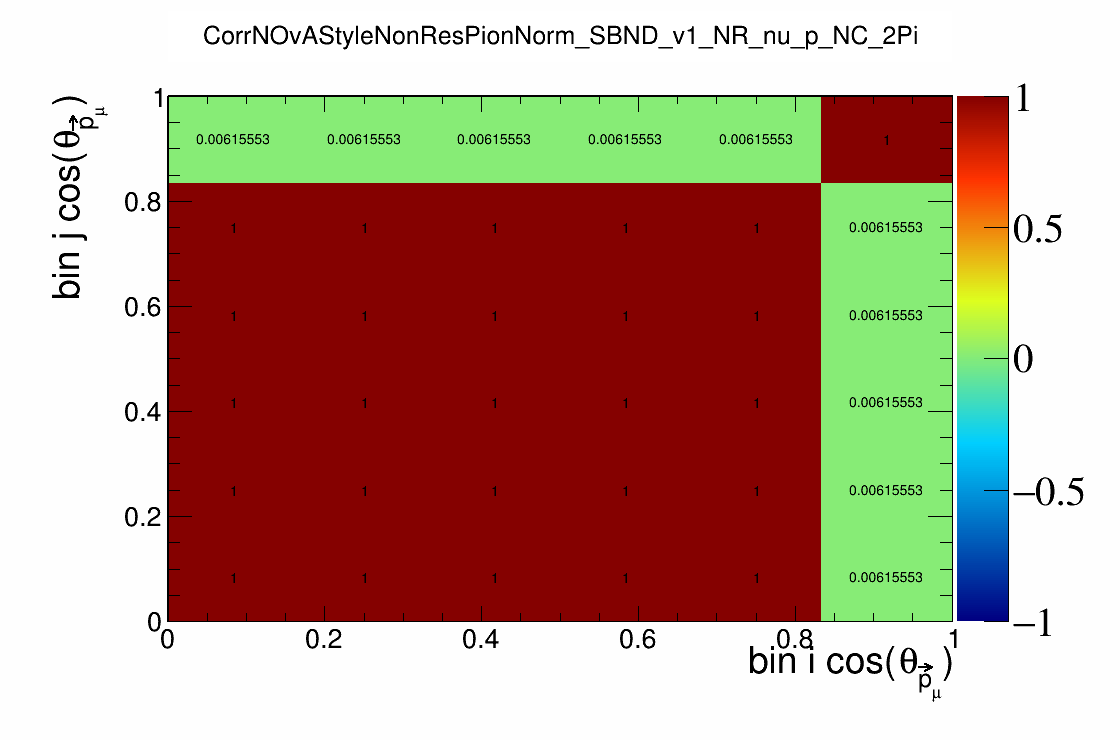 CorrNOvAStyleNonResPionNorm_SBND_v1_NR_nu_p_NC_2Pi
bin j cos(θ_p⃗_μ)
1
0.8
0.6
0.4
0.2
0
0.00615553 0.00615553 0.00615553 0.00615553 0.00615553 1
1 1 1 1 1 0.00615553
1 1 1 1 1 0.00615553
1 1 1 1 1 0.00615553
1 1 1 1 1 0.00615553
1 1 1 1 1 0.00615553
0 0.2 0.4 0.6 0.8 1
bin i cos(θ_p⃗_μ)
1
0.5
0
−0.5
−1